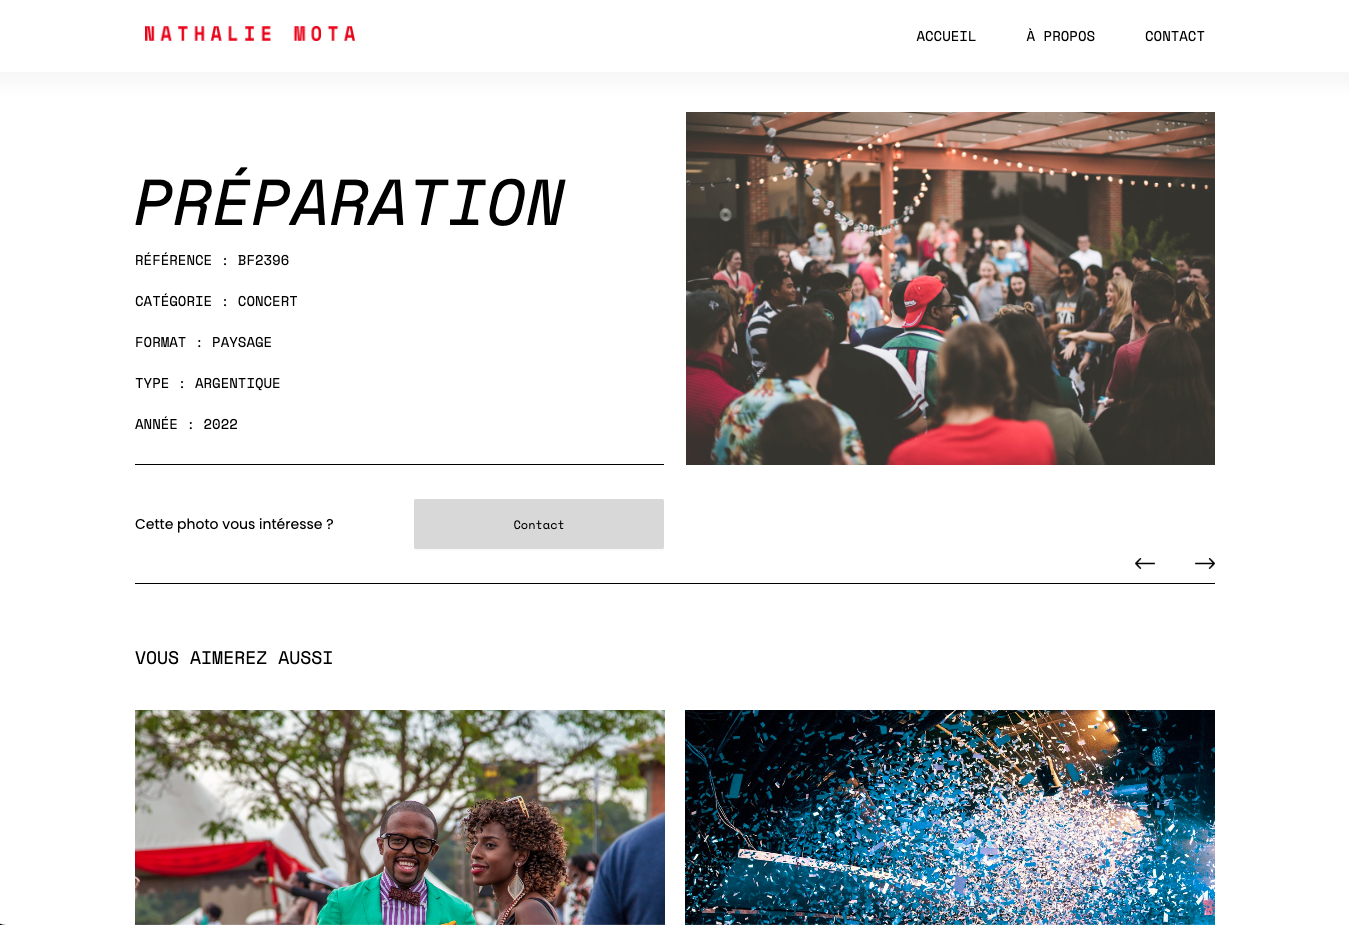 NATHALIE MOTA
ACCUEIL
À PROPOS
CONTACT
PRÉPARATION
RÉFÉRENCE : BF2396
CATÉGORIE : CONCERT
FORMAT : PAYSAGE
TYPE : ARGENTIQUE
ANNÉE : 2022
Cette photo vous intéresse ?
Contact
VOUS AIMEREZ AUSSI